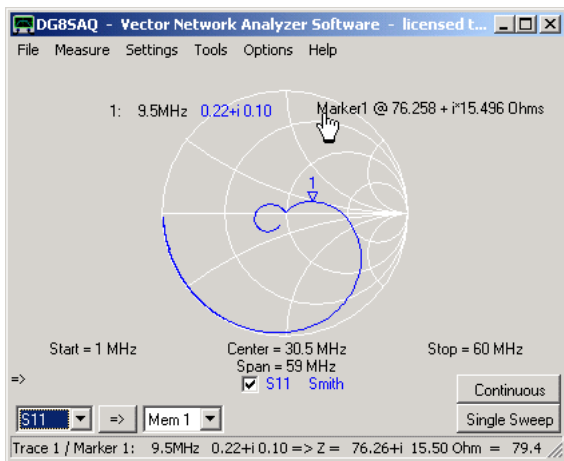 DG8SAQ - Vector Network Analyzer Software - licensed t...
File Measure Settings Tools Options Help
1: 9.5MHz 0.22+i 0.10 Marker1 @ 76.258 + i*15.496 Ohms
1
Start = 1 MHz Center = 30.5 MHz Stop = 60 MHz
Span = 59 MHz
=> S11 Smith Continuous
S11 => Mem 1 Single Sweep
Trace 1 / Marker 1: 9.5MHz 0.22+i 0.10 => Z = 76.26+i 15.50 Ohm = 79.4